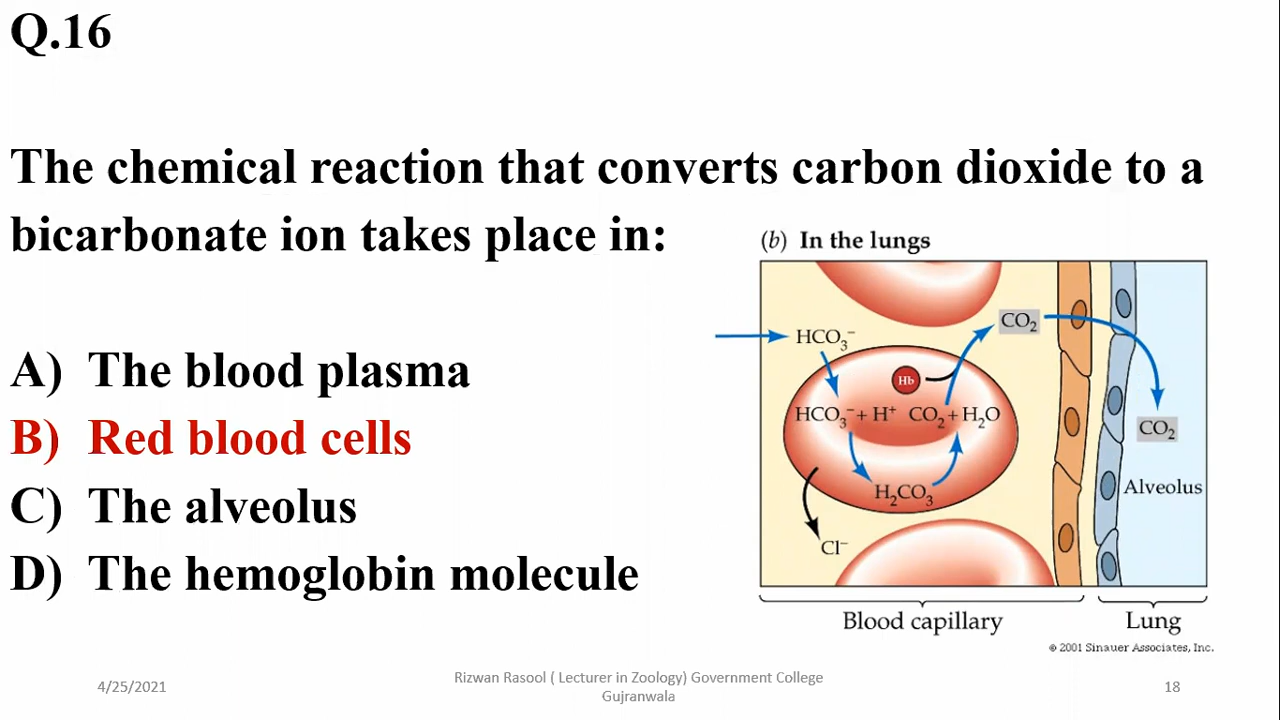 Q.16
The chemical reaction that converts carbon dioxide to a
bicarbonate ion takes place in:
A) The blood plasma
B) Red blood cells
C) The alveolus
D) The hemoglobin molecule
(b) In the lungs
HCO₃⁻
CO₂
Hb
HCO₃⁻ + H⁺ CO₂ + H₂O
CO₂
H₂CO₃
Alveolus
Cl⁻
Blood capillary
Lung
© 2001 Sinauer Associates, Inc.
4/25/2021
Rizwan Rasool ( Lecturer in Zoology) Government College
Gujranwala
18